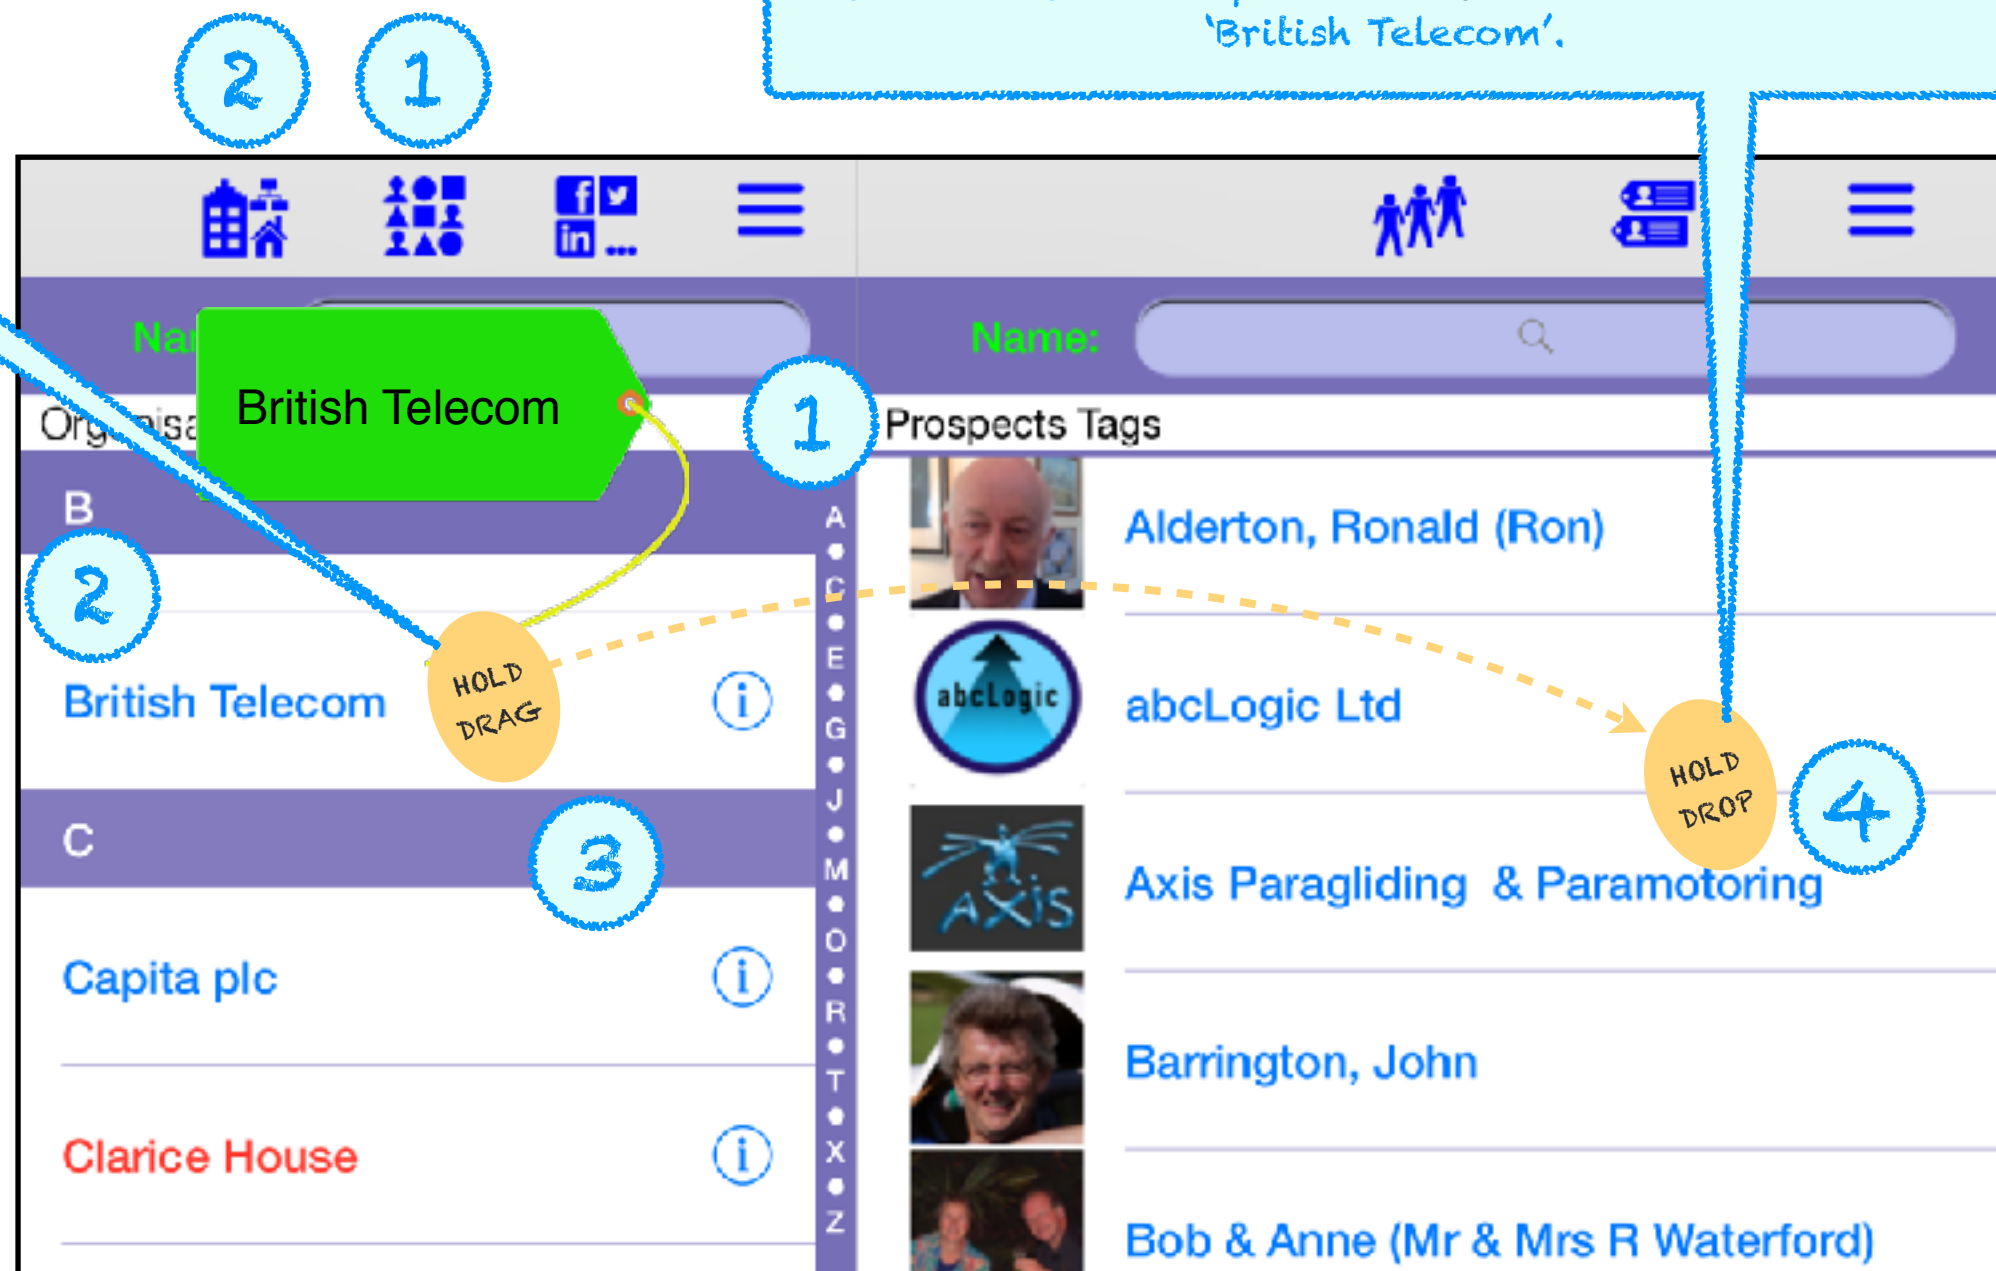 'British Telecom'.
2
1
f
in ...
Name:
British Telecom
1
Prospects Tags
B
2
A
C
E
G
J
M
O
R
T
X
Z
Alderton, Ronald (Ron)
HOLD
DRAG
British Telecom
i
abcLogic
abcLogic Ltd
HOLD
DROP
4
C
3
AXIS
Axis Paragliding & Paramotoring
Capita plc
i
Barrington, John
Clarice House
i
Bob & Anne (Mr & Mrs R Waterford)